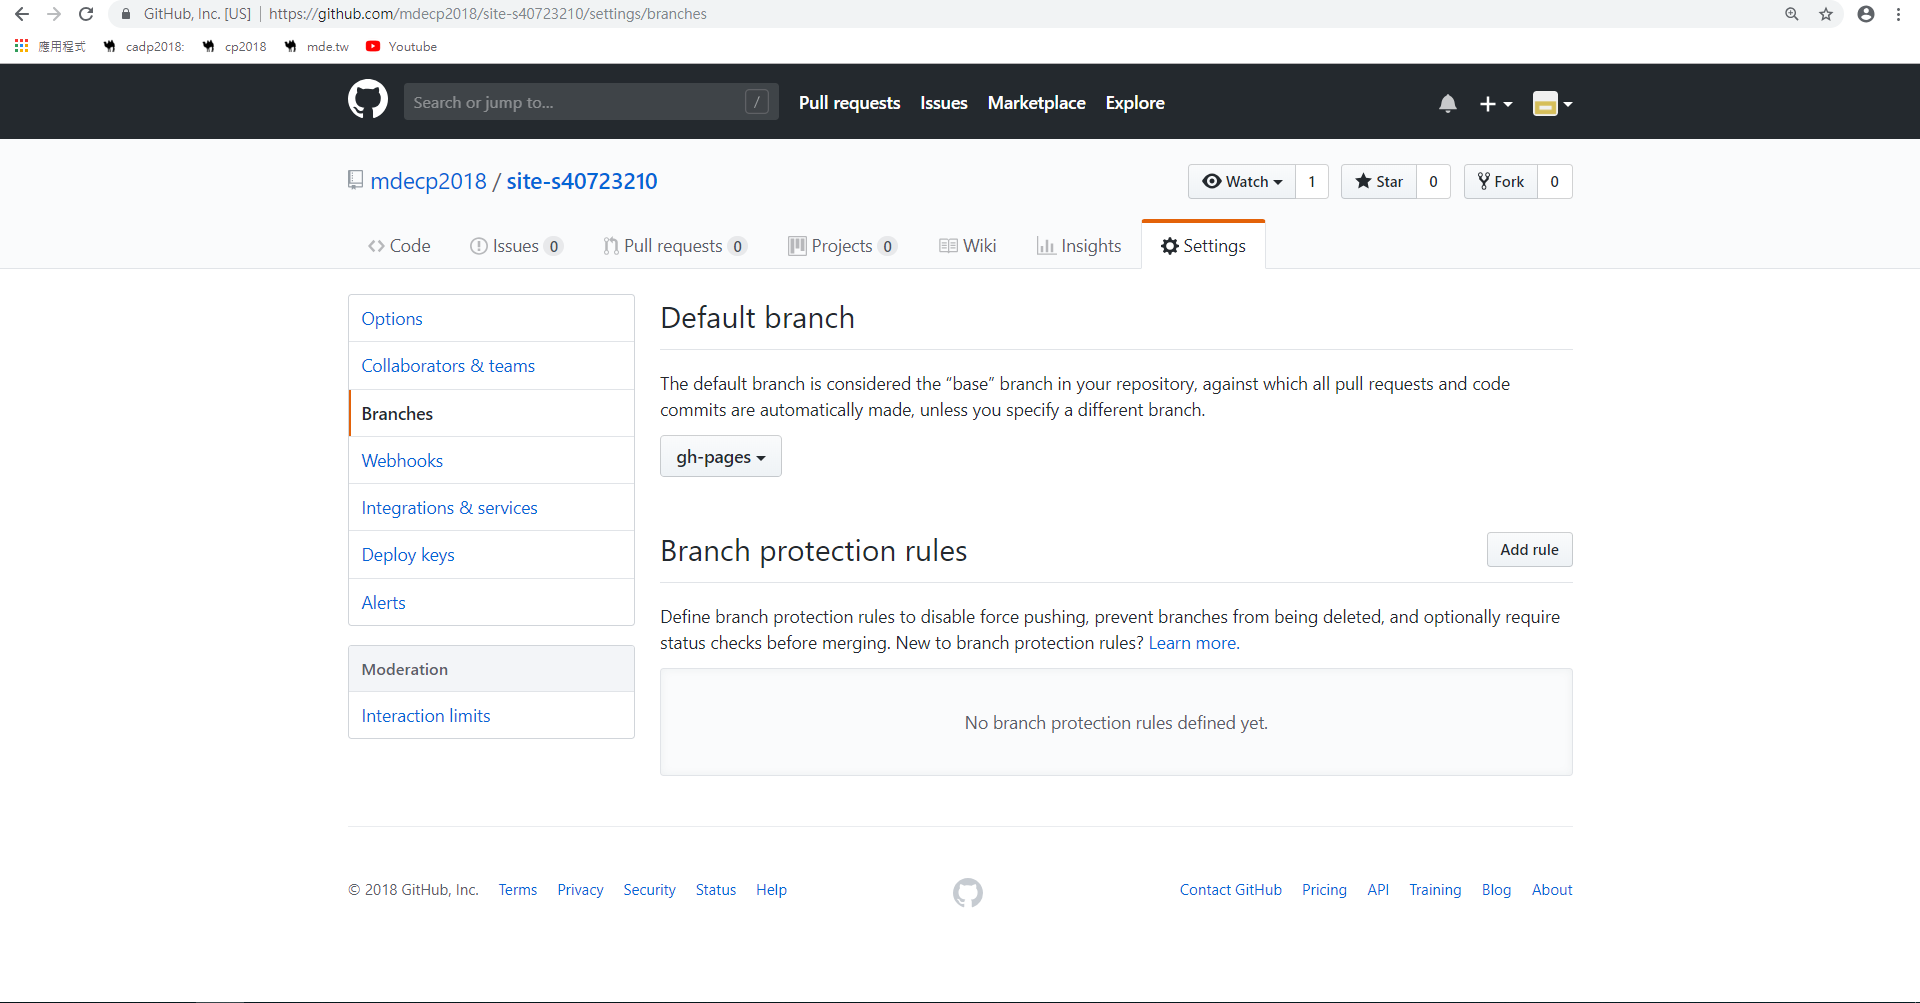 GitHub, Inc. [US] | https://github.com/mdecp2018/site-s40723210/settings/branches
應用程式 cadp2018: cp2018 mde.tw Youtube
Search or jump to... / Pull requests Issues Marketplace Explore
mdecp2018 / site-s40723210 Watch 1 Star 0 Fork 0
Code Issues 0 Pull requests 0 Projects 0 Wiki Insights Settings
Options
Collaborators & teams
Branches
Webhooks
Integrations & services
Deploy keys
Alerts
Moderation
Interaction limits
Default branch
The default branch is considered the “base” branch in your repository, against which all pull requests and code
commits are automatically made, unless you specify a different branch.
gh-pages
Branch protection rules Add rule
Define branch protection rules to disable force pushing, prevent branches from being deleted, and optionally require
status checks before merging. New to branch protection rules? Learn more.
No branch protection rules defined yet.
© 2018 GitHub, Inc. Terms Privacy Security Status Help Contact GitHub Pricing API Training Blog About